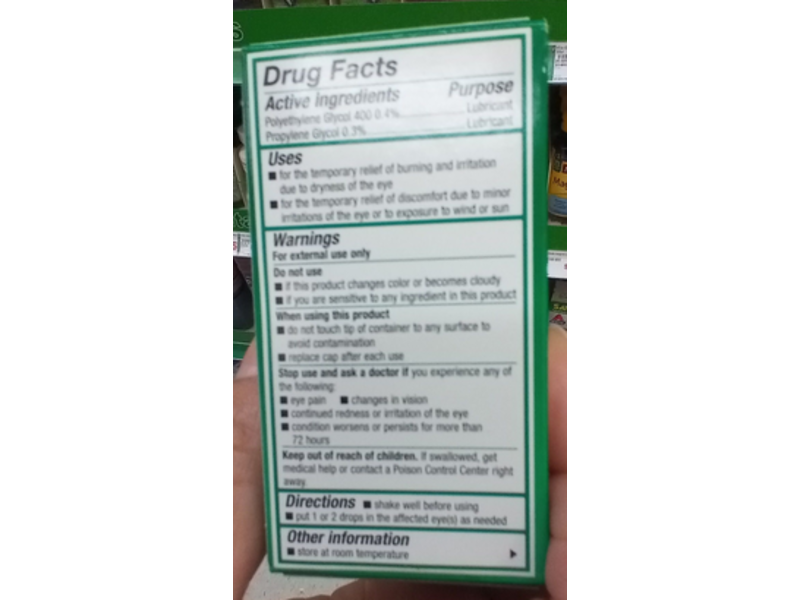 Drug Facts
Active Ingredients Purpose
Polyethylene Glycol 400 0.4% Lubricant
Propylene Glycol 0.3% Lubricant
Uses
■ for the temporary relief of burning and irritation
due to dryness of the eye
■ for the temporary relief of discomfort due to minor
irritations of the eye or to exposure to wind or sun
Warnings
For external use only
Do not use
■ if this product changes color or becomes cloudy
■ if you are sensitive to any ingredient in this product
When using this product
■ do not touch tip of container to any surface to
avoid contamination
■ replace cap after each use
Stop use and ask a doctor if you experience any of
the following:
■ eye pain ■ changes in vision
■ continued redness or irritation of the eye
■ condition worsens or persists for more than
72 hours
Keep out of reach of children. If swallowed, get
medical help or contact a Poison Control Center right
away.
Directions ■ shake well before using
■ put 1 or 2 drops in the affected eye(s) as needed
Other information
■ store at room temperature